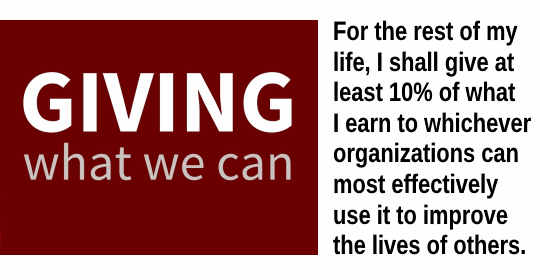 GIVING
what we can
For the rest of my
life, I shall give at
least 10% of what
I earn to whichever
organizations can
most effectively
use it to improve
the lives of others.